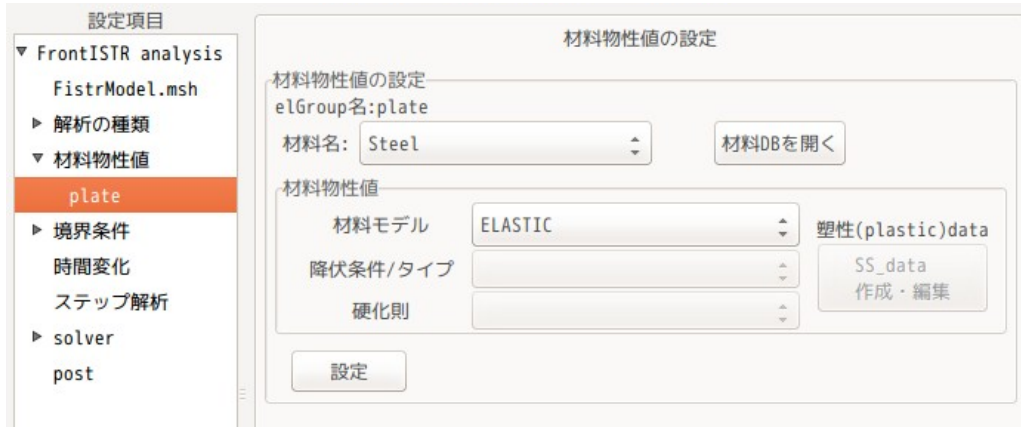 設定項目
FrontISTR analysis
FistrModel.msh
解析の種類
材料物性値
plate
境界条件
時間変化
ステップ解析
solver
post
材料物性値の設定
材料物性値の設定
elGroup名:plate
材料名: Steel 材料DBを開く
材料物性値
材料モデル ELASTIC 塑性(plastic)data
降伏条件/タイプ SS_data
作成・編集
硬化則
設定